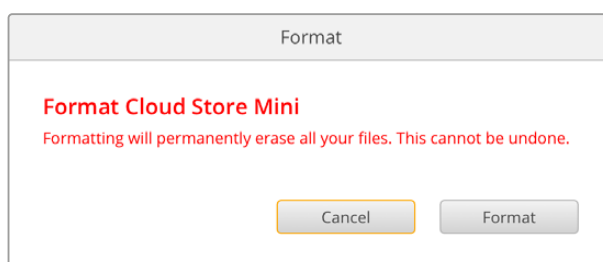 Format
Format Cloud Store Mini
Formatting will permanently erase all your files. This cannot be undone.
Cancel
Format